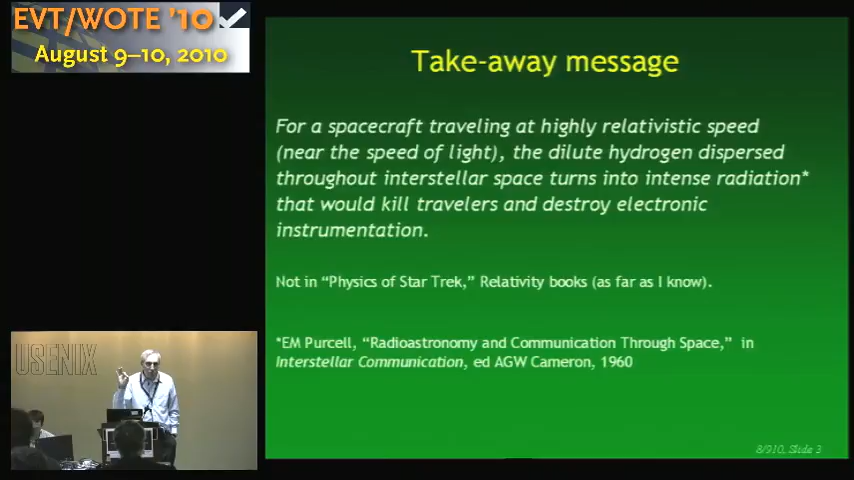 EVT/WOTE '10
August 9–10, 2010
Take-away message
For a spacecraft traveling at highly relativistic speed
(near the speed of light), the dilute hydrogen dispersed
throughout interstellar space turns into intense radiation*
that would kill travelers and destroy electronic
instrumentation.
Not in “Physics of Star Trek,” Relativity books (as far as I know).
*EM Purcell, “Radioastronomy and Communication Through Space,” in
Interstellar Communication, ed AGW Cameron, 1960
USENIX
8/910, Slide 3